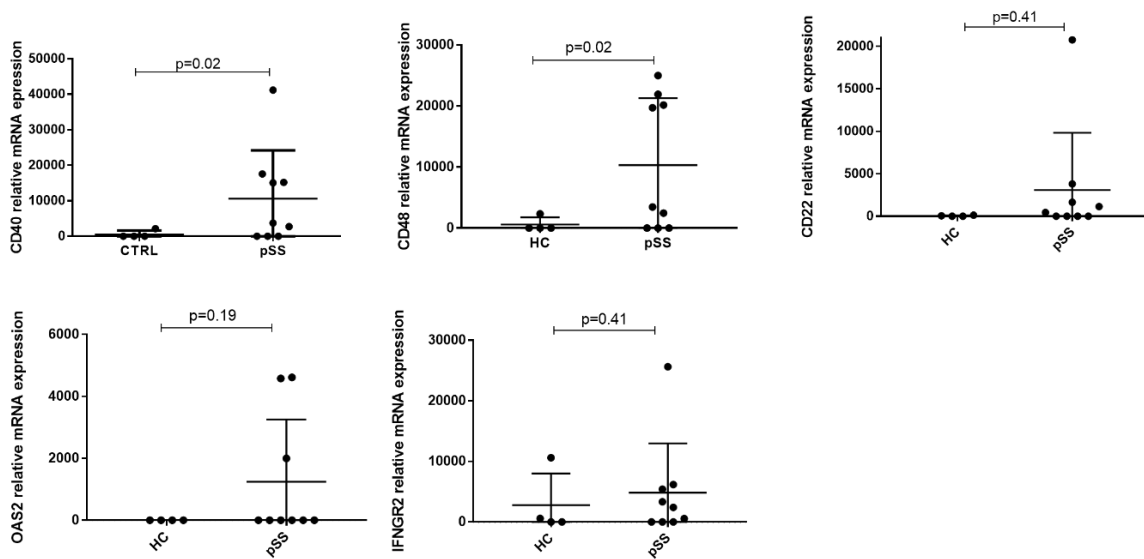 CD40 relative mRNA epression
50000
40000
30000
20000
10000
0
p=0.02
CTRL
pSS
CD48 relative mRNA expression
30000
20000
10000
0
p=0.02
HC
pSS
CD22 relative mRNA expression
20000
15000
10000
5000
0
p=0.41
HC
pSS
OAS2 relative mRNA expression
6000
4000
2000
0
p=0.19
HC
pSS
IFNGR2 relative mRNA expression
30000
20000
10000
0
p=0.41
HC
pSS